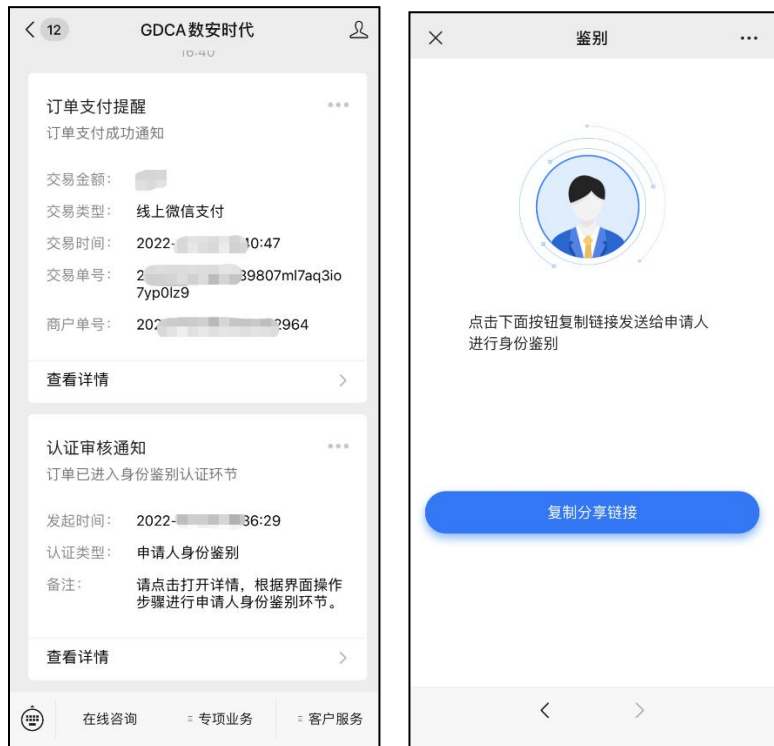 12
GDCA数安时代
订单支付提醒
订单支付成功通知
交易金额：
交易类型： 线上微信支付
交易时间： 2022- 40:47
交易单号： 2 39807ml7aq3io
7yp0lz9
商户单号： 202 2964
查看详情
认证审核通知
订单已进入身份鉴别认证环节
发起时间： 2022- 36:29
认证类型： 申请人身份鉴别
备注： 请点击打开详情，根据界面操作
步骤进行申请人身份鉴别环节。
查看详情
在线咨询 专项业务 客户服务
鉴别
点击下面按钮复制链接发送给申请人
进行身份鉴别
复制分享链接